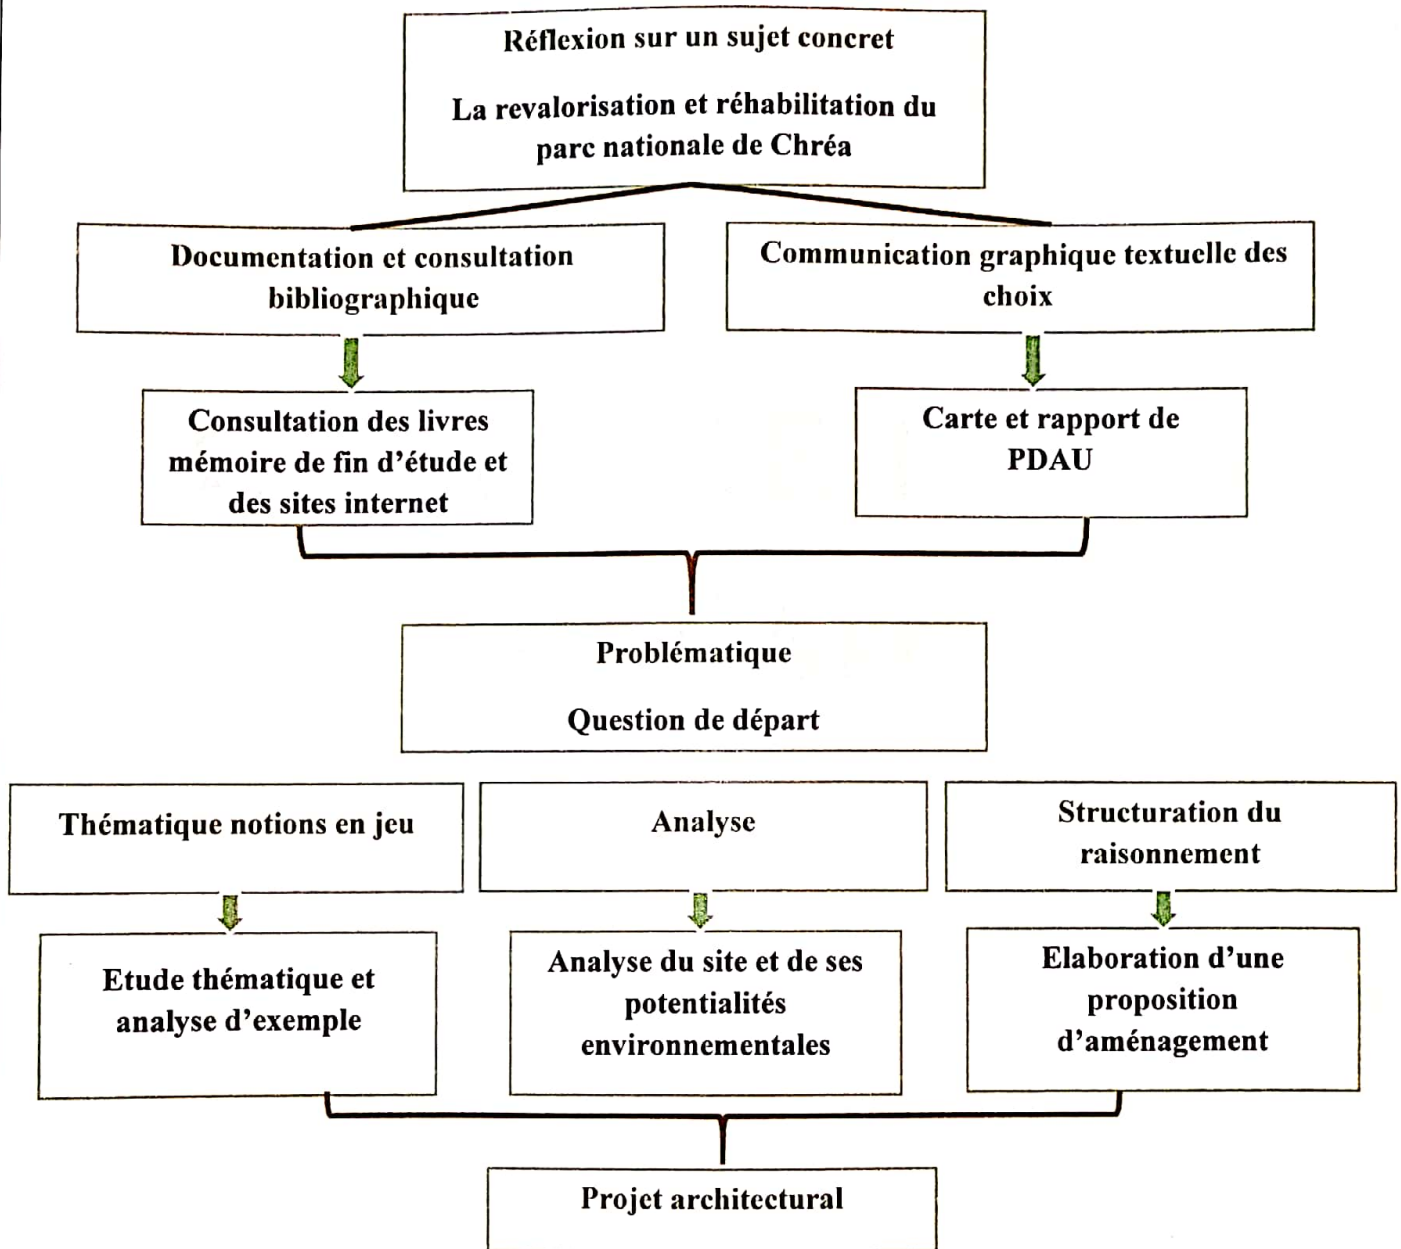 Réflexion sur un sujet concret
La revalorisation et réhabilitation du
parc nationale de Chréa
Documentation et consultation
bibliographique
Communication graphique textuelle des
choix
Consultation des livres
mémoire de fin d'étude et
des sites internet
Carte et rapport de
PDAU
Problématique
Question de départ
Thématique notions en jeu
Analyse
Structuration du
raisonnement
Etude thématique et
analyse d'exemple
Analyse du site et de ses
potentialités
environnementales
Elaboration d'une
proposition
d'aménagement
Projet architectural